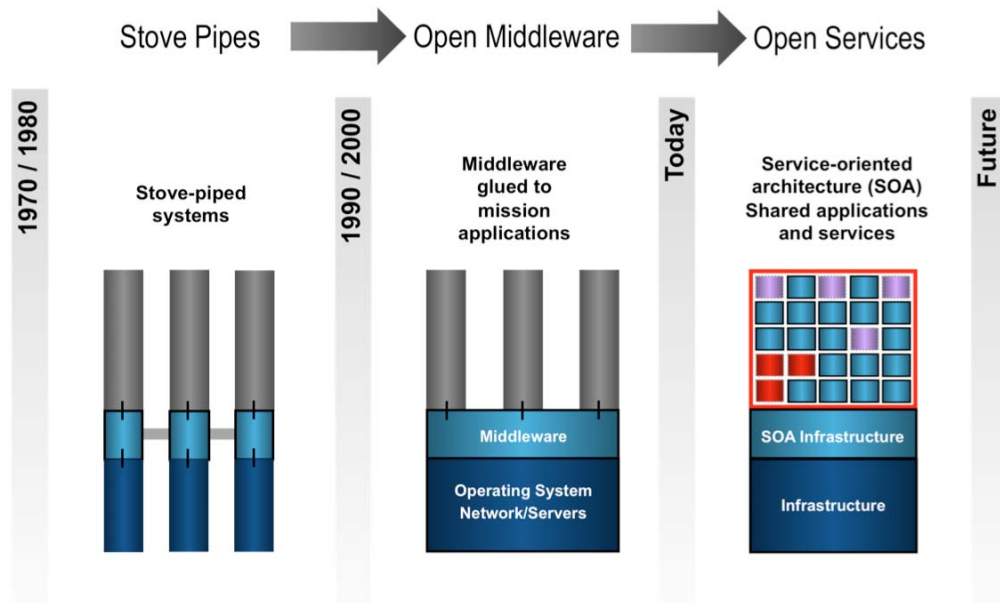 Stove Pipes
Open Middleware
Open Services
1970 / 1980
1990 / 2000
Today
Future
Stove-piped
systems
Middleware
glued to
mission
applications
Service-oriented
architecture (SOA)
Shared applications
and services
Middleware
Operating System
Network/Servers
SOA Infrastructure
Infrastructure